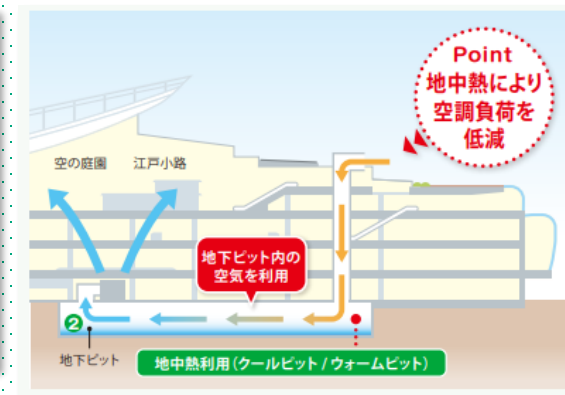 Point
地中熱により
空調負荷を
低減
空の庭園
江戸小路
地下ピット内の
空気を利用
2
地下ピット
地中熱利用(クールピット / ウォームピット)